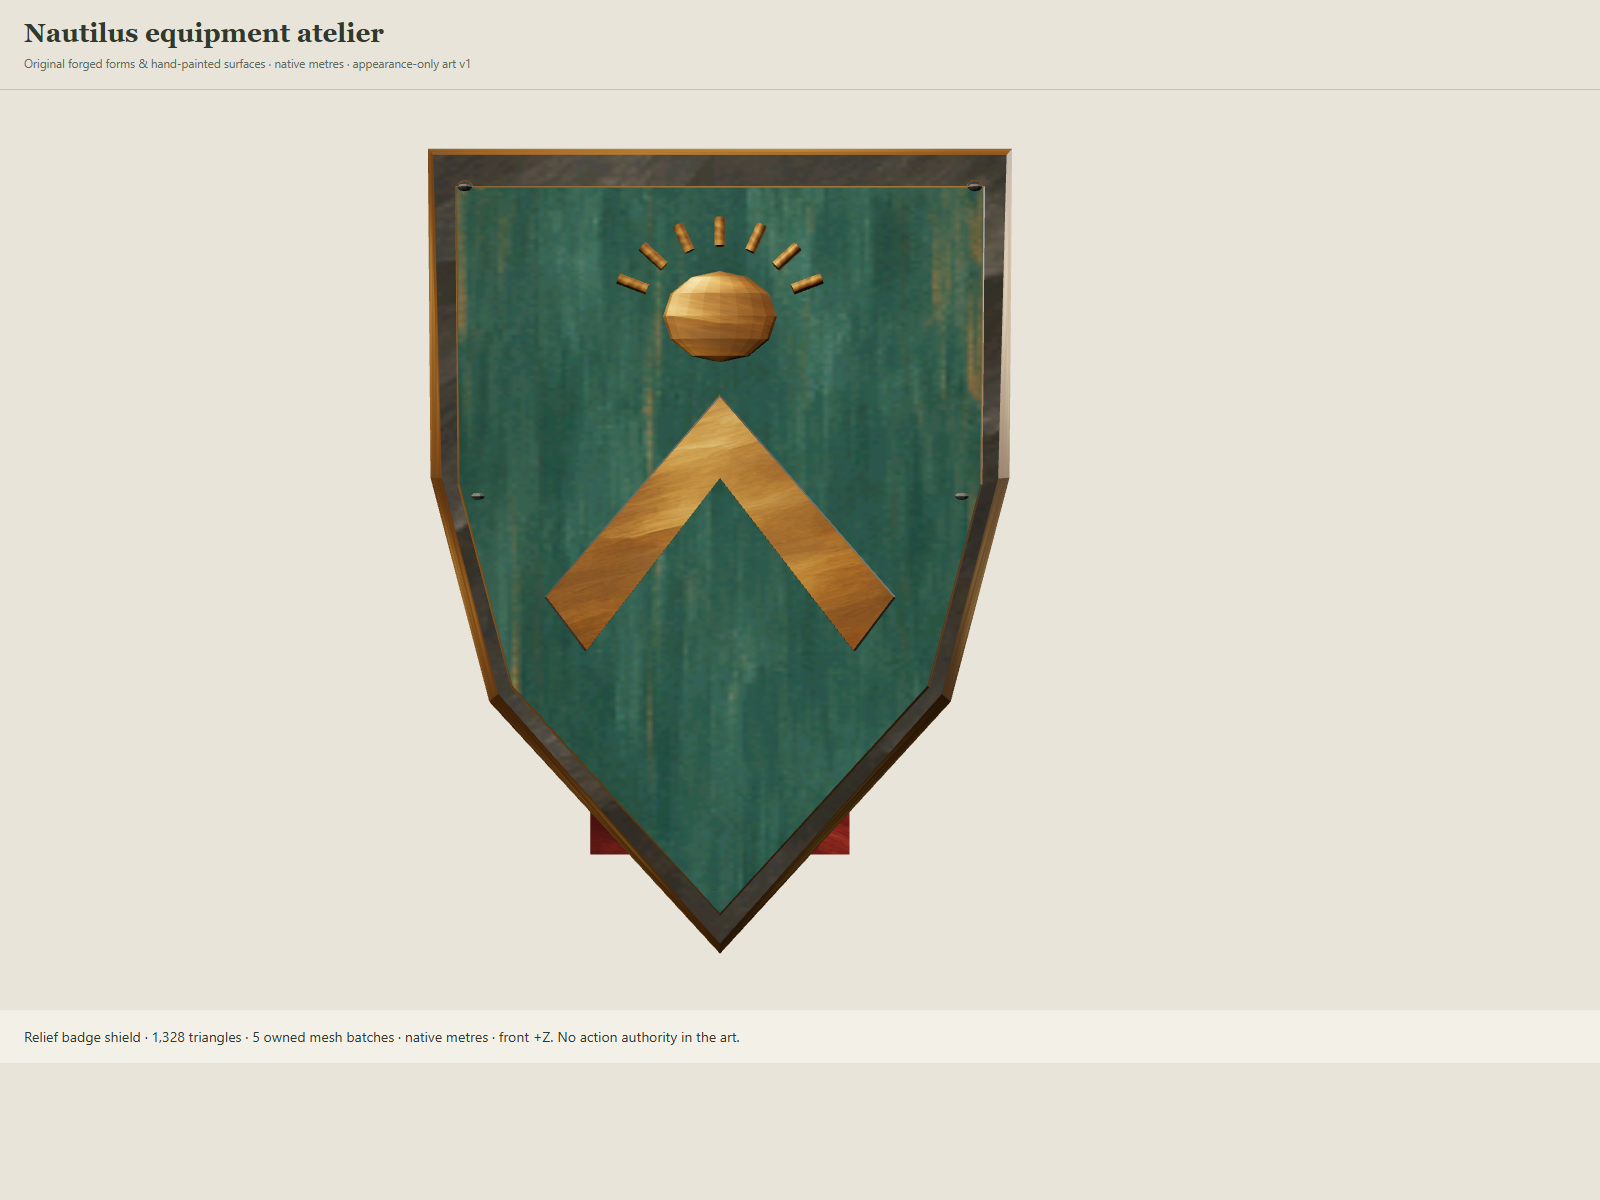 Nautilus equipment atelier
Original forged forms & hand-painted surfaces · native metres · appearance-only art v1
Relief badge shield · 1,328 triangles · 5 owned mesh batches · native metres · front +Z. No action authority in the art.